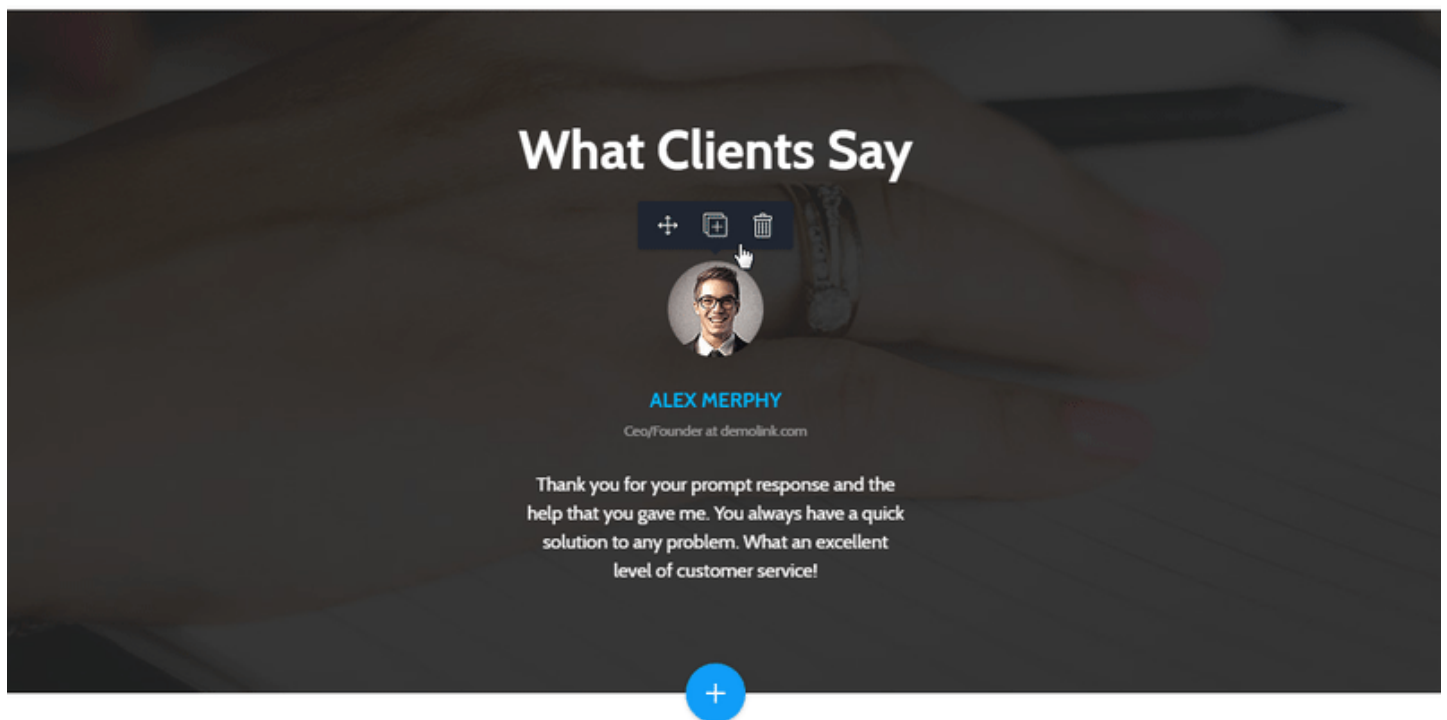 What Clients Say
ALEX MERPHY
Ceo/Founder at demolink.com
Thank you for your prompt response and the
help that you gave me. You always have a quick
solution to any problem. What an excellent
level of customer service!